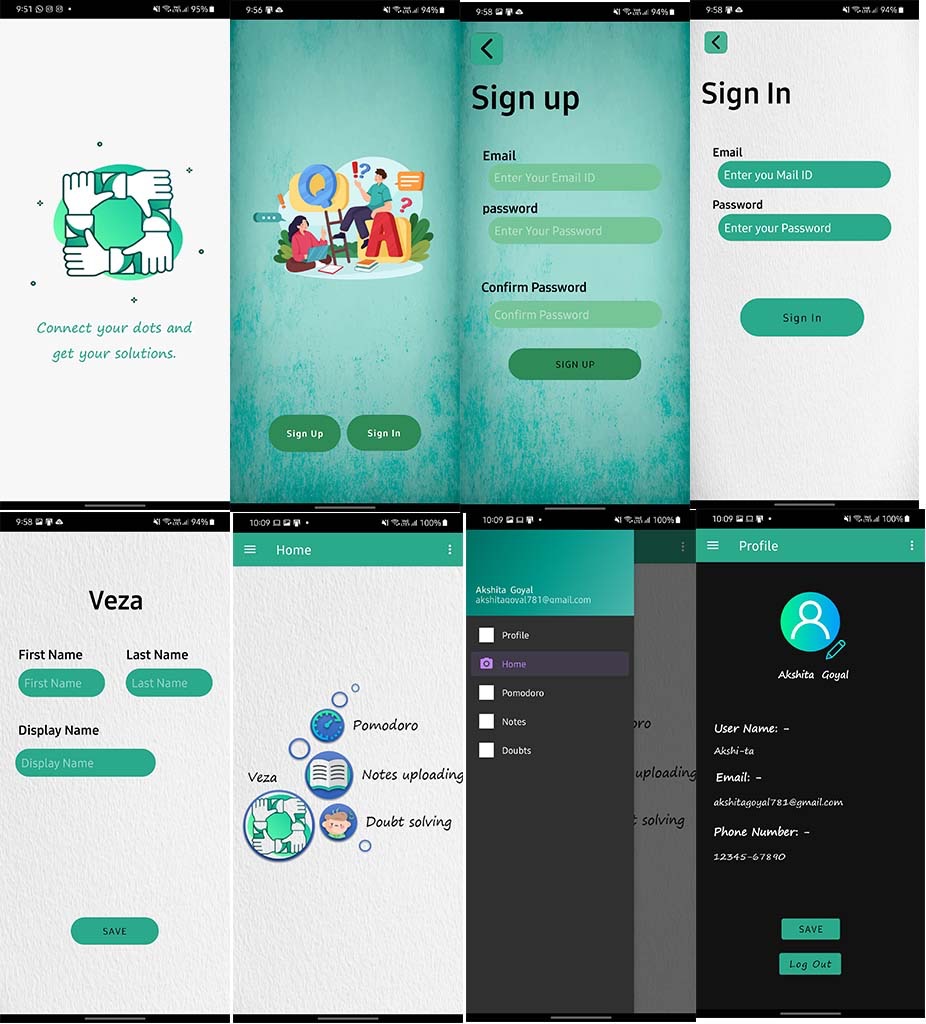 9:51
95%
Connect your dots and
get your solutions.
9:56
94%
Q
A
Sign Up
Sign In
9:58
94%
Sign up
Email
Enter Your Email ID
password
Enter Your Password
Confirm Password
Confirm Password
SIGN UP
9:58
94%
Sign In
Email
Enter you Mail ID
Password
Enter your Password
Sign In
9:58
94%
Veza
First Name
Last Name
First Name
Last Name
Display Name
Display Name
SAVE
10:09
100%
Home
Pomodoro
Veza
Notes uploading
Doubt solving
10:09
100%
Akshita Goyal
akshitagoyal781@gmail.com
Profile
Home
Pomodoro
Notes
Doubts
ro
uploading
t solving
10:09
100%
Profile
Akshita Goyal
User Name: -
Akshi-ta
Email: -
akshitagoyal781@gmail.com
Phone Number: -
12345-67890
SAVE
Log Out